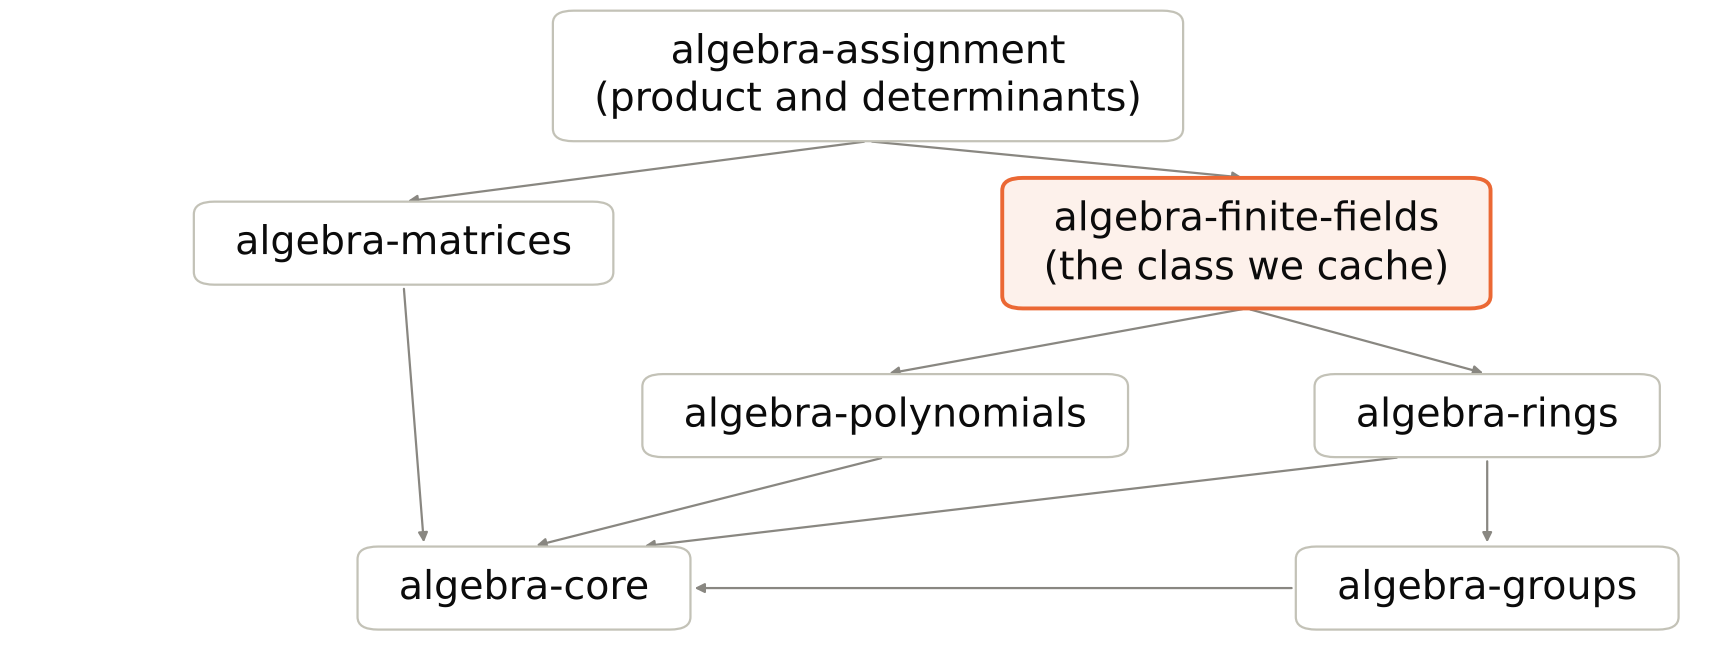 algebra-assignment
(product and determinants)
algebra-matrices
algebra-finite-fields
(the class we cache)
algebra-polynomials
algebra-rings
algebra-core
algebra-groups